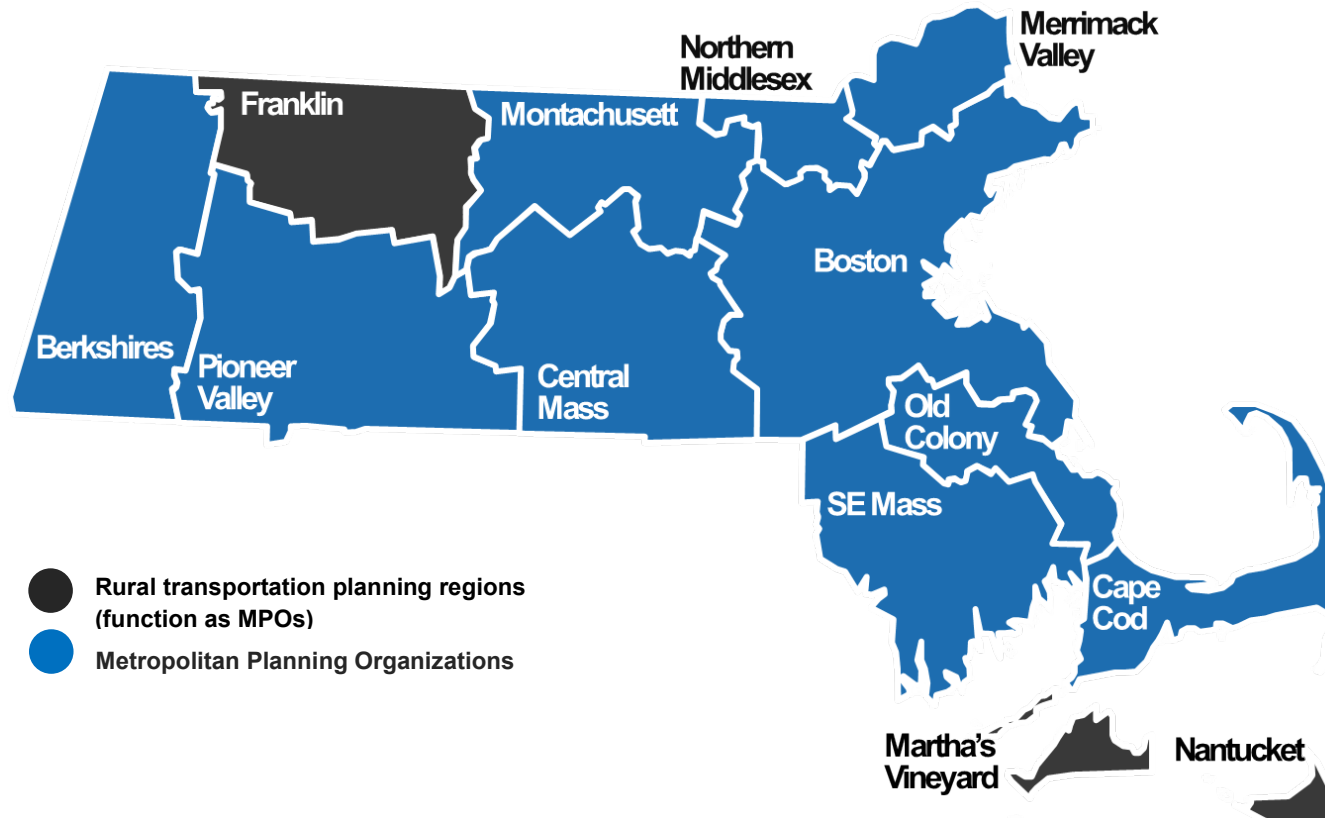 Northern
Middlesex
Merrimack
Valley
Franklin
Montachusett
Boston
Berkshires
Pioneer
Valley
Central
Mass
Old
Colony
SE Mass
Cape
Cod
Martha's
Vineyard
Nantucket
Rural transportation planning regions
(function as MPOs)
Metropolitan Planning Organizations